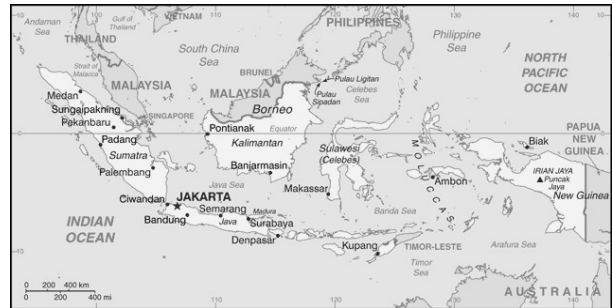 100
110
120
130
140
Andaman
Sea
Gulf of
Thailand
VIETNAM
THAILAND
PHILIPPINES
Philippine
Sea
South China
Sea
NORTH
PACIFIC
OCEAN
Strait of
Malacca
MALAYSIA
BRUNEI
Pulau Ligitan
Pulau
Sipadan
Celebes
Sea
Medan
MALAYSIA
Sungaipakning
Borneo
Pekanbaru
SINGAPORE
Pontianak
Equator
0
Padang
Sumatra
Kalimantan
Sulawesi
(Celebes)
MOLUCCAS
Biak
PAPUA
NEW
GUINEA
Palembang
Banjarmasin
Ambon
IRIAN JAYA
Puncak
Jaya
New Guinea
Java Sea
Makassar
Ciwandan
JAKARTA
Semarang
Madura
Banda Sea
INDIAN
OCEAN
Bandung
Java
Surabaya
Denpasar
Kupang
TIMOR-LESTE
Arafura Sea
Timor
Sea
10
0 200 400 km
0 200 400 mi
AUSTRALIA